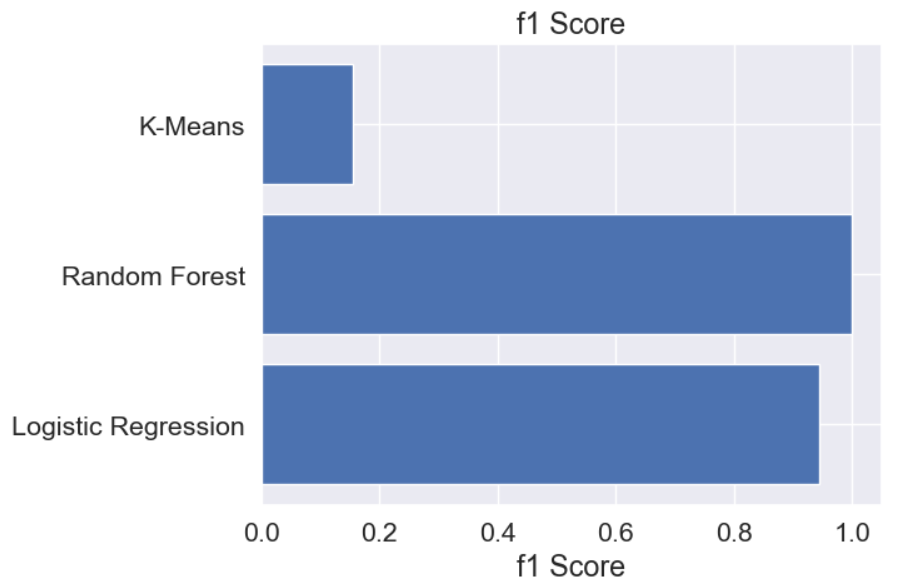 f1 Score
K-Means
Random Forest
Logistic Regression
0.0 0.2 0.4 0.6 0.8 1.0
f1 Score